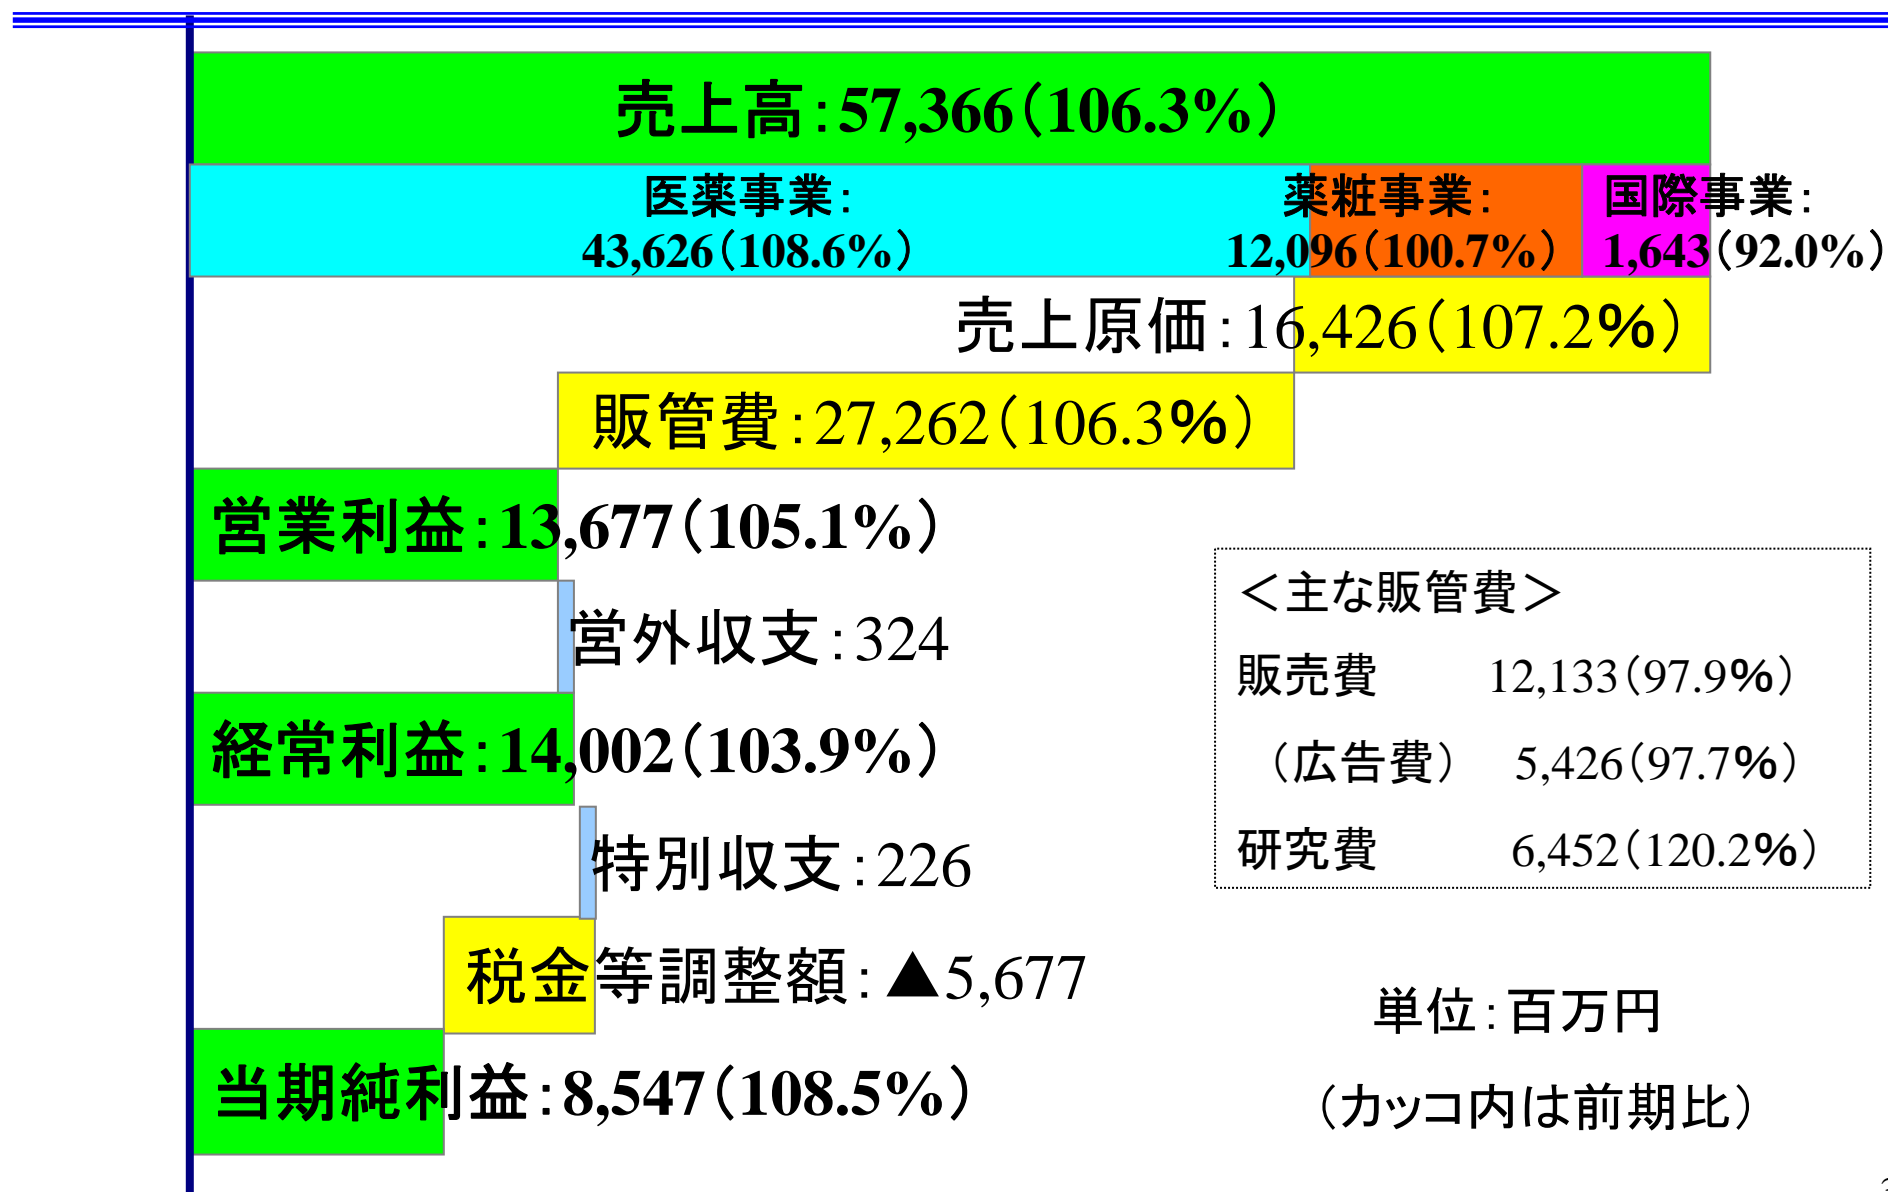 売上高：57,366（106.3%）
医薬事業：
43,626（108.6%）
薬粧事業：
12,096（100.7%）
国際事業：
1,643（92.0%）
売上原価：16,426（107.2%）
販管費：27,262（106.3%）
営業利益：13,677（105.1%）
営外収支：324
経常利益：14,002（103.9%）
特別収支：226
税金等調整額：▲5,677
当期純利益：8,547（108.5%）
＜主な販管費＞
販売費 12,133（97.9%）
（広告費） 5,426（97.7%）
研究費 6,452（120.2%）
単位：百万円
（カッコ内は前期比）